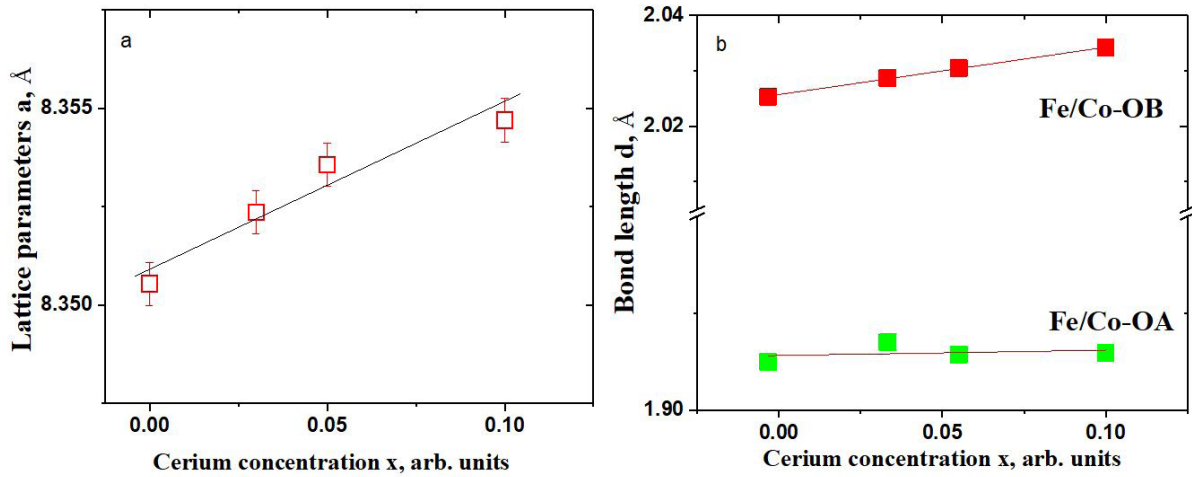 a
Lattice parameters a, Å
8.355
8.350
0.00
0.05
0.10
Cerium concentration x, arb. units
b
Bond length d, Å
2.04
2.02
1.90
Fe/Co-OB
Fe/Co-OA
0.00
0.05
0.10
Cerium concentration x, arb. units